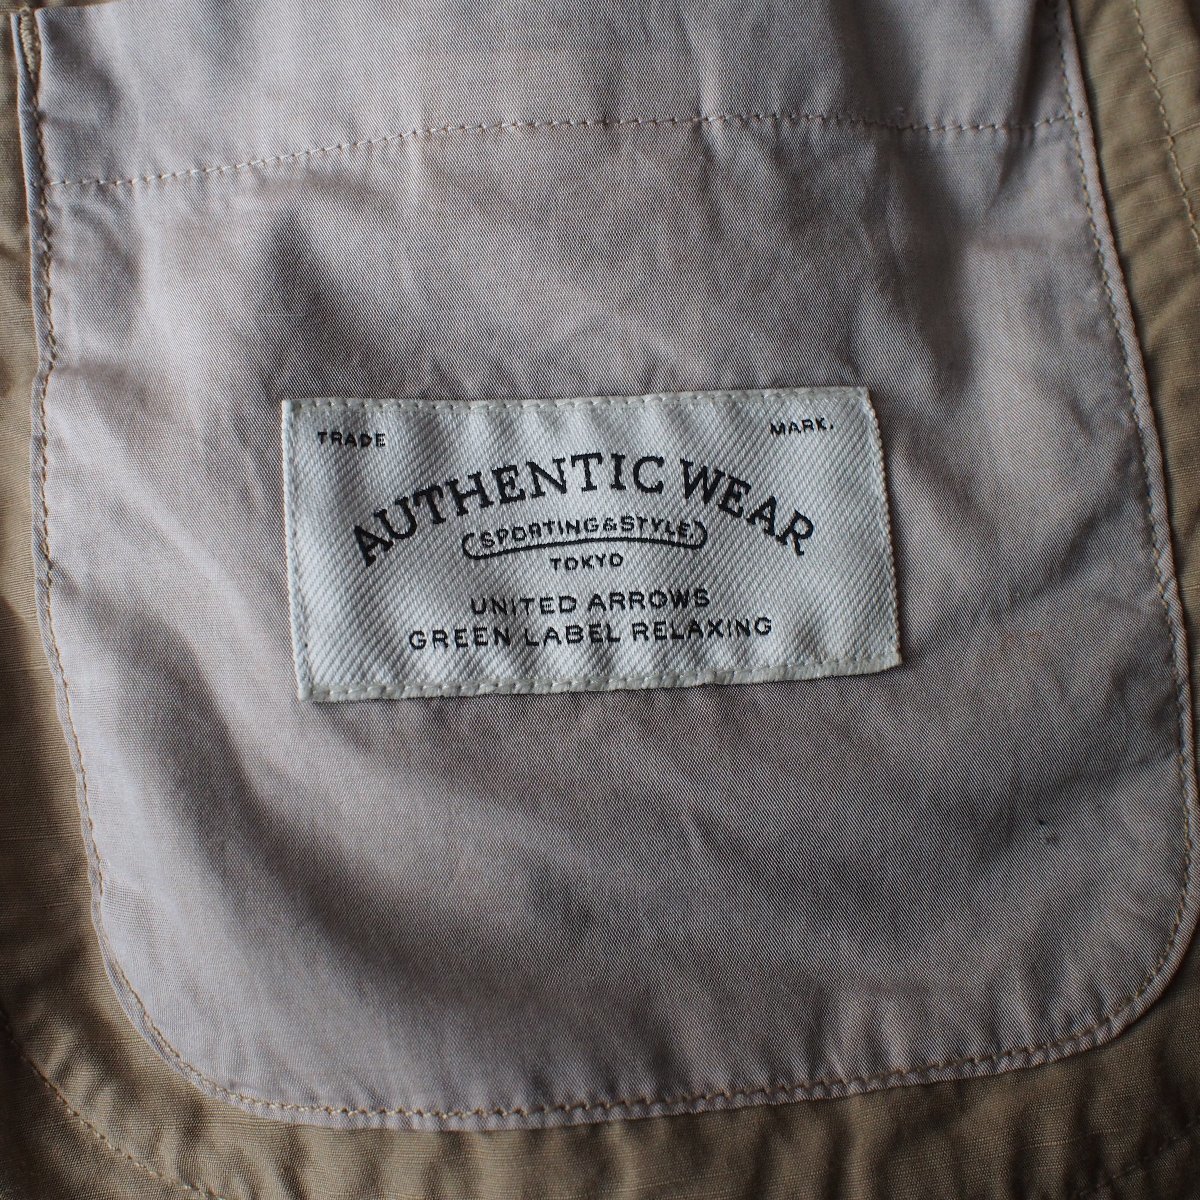 TRADE MARK.
AUTHENTIC WEAR
SPORTING&STYLE
TOKYO
UNITED ARROWS
GREEN LABEL RELAXING